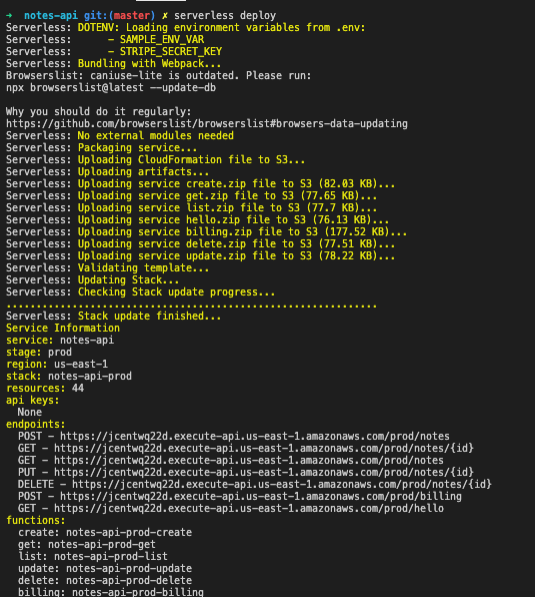 ➜ notes-api git:(master) ✗ serverless deploy
Serverless: DOTENV: Loading environment variables from .env:
Serverless: - SAMPLE_ENV_VAR
Serverless: - STRIPE_SECRET_KEY
Serverless: Bundling with Webpack...
Browserslist: caniuse-lite is outdated. Please run:
npx browserslist@latest --update-db
Why you should do it regularly:
https://github.com/browserslist/browserslist#browsers-data-updating
Serverless: No external modules needed
Serverless: Packaging service...
Serverless: Uploading CloudFormation file to S3...
Serverless: Uploading artifacts...
Serverless: Uploading service create.zip file to S3 (82.03 KB)...
Serverless: Uploading service get.zip file to S3 (77.65 KB)...
Serverless: Uploading service list.zip file to S3 (77.7 KB)...
Serverless: Uploading service hello.zip file to S3 (76.13 KB)...
Serverless: Uploading service billing.zip file to S3 (177.52 KB)...
Serverless: Uploading service delete.zip file to S3 (77.51 KB)...
Serverless: Uploading service update.zip file to S3 (78.22 KB)...
Serverless: Validating template...
Serverless: Updating Stack...
Serverless: Checking Stack update progress...
..............................................................
Serverless: Stack update finished...
Service Information
service: notes-api
stage: prod
region: us-east-1
stack: notes-api-prod
resources: 44
api keys:
None
endpoints:
POST - https://jcentwq22d.execute-api.us-east-1.amazonaws.com/prod/notes
GET - https://jcentwq22d.execute-api.us-east-1.amazonaws.com/prod/notes/{id}
GET - https://jcentwq22d.execute-api.us-east-1.amazonaws.com/prod/notes
PUT - https://jcentwq22d.execute-api.us-east-1.amazonaws.com/prod/notes/{id}
DELETE - https://jcentwq22d.execute-api.us-east-1.amazonaws.com/prod/notes/{id}
POST - https://jcentwq22d.execute-api.us-east-1.amazonaws.com/prod/billing
GET - https://jcentwq22d.execute-api.us-east-1.amazonaws.com/prod/hello
functions:
create: notes-api-prod-create
get: notes-api-prod-get
list: notes-api-prod-list
update: notes-api-prod-update
delete: notes-api-prod-delete
billing: notes-api-prod-billing